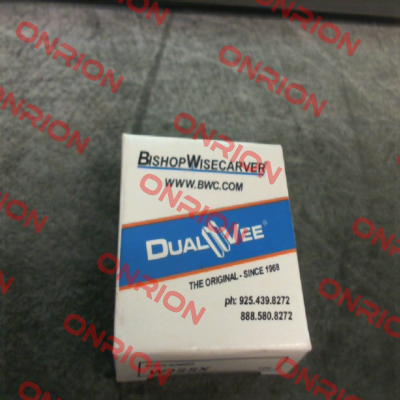 BISHOPWISECARVER
WWW.BWC.COM
DUALVEE®
THE ORIGINAL - SINCE 1968
ph: 925.439.8272
888.580.8272
ONRION
ONRION
ONRION
ONRION
ONRION
ONRION
ONRION
ONRION
ONRION